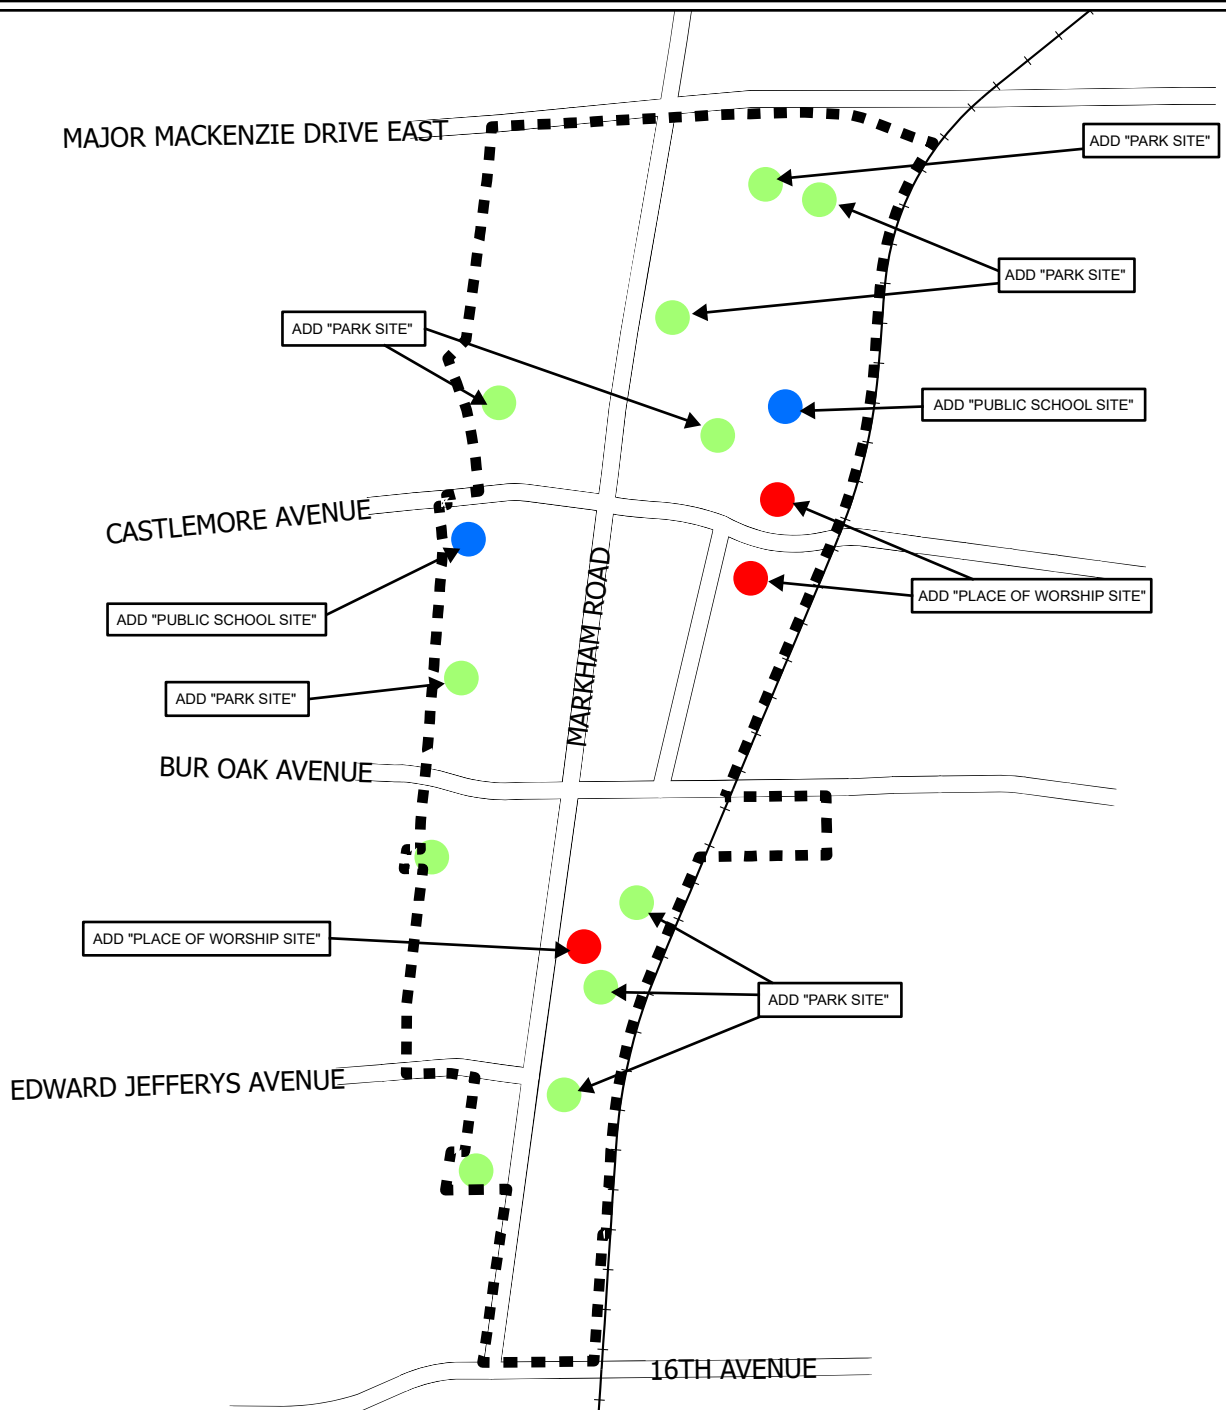 MAJOR MACKENZIE DRIVE EAST
ADD "PARK SITE"
ADD "PARK SITE"
ADD "PARK SITE"
ADD "PUBLIC SCHOOL SITE"
CASTLEMORE AVENUE
MARKHAM ROAD
ADD "PLACE OF WORSHIP SITE"
ADD "PUBLIC SCHOOL SITE"
ADD "PARK SITE"
BUR OAK AVENUE
ADD "PLACE OF WORSHIP SITE"
ADD "PARK SITE"
EDWARD JEFFERYS AVENUE
16TH AVENUE